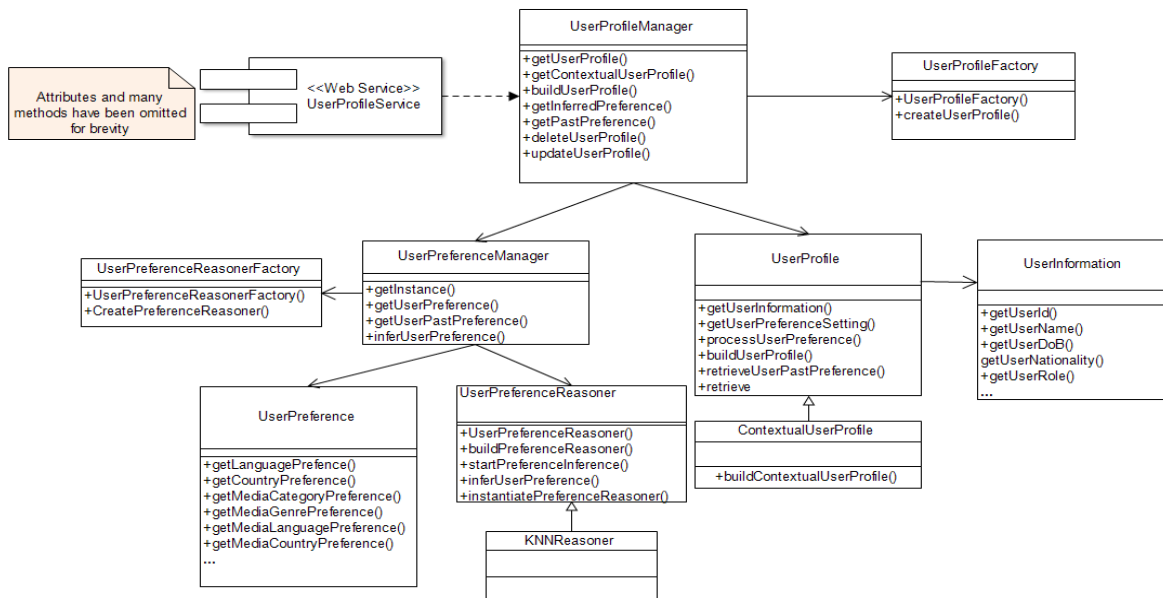 UserProfileManager
+getUserProfile()
+getContextualUserProfile()
+buildUserProfile()
+getInferredPreference()
+getPastPreference()
+deleteUserProfile()
+updateUserProfile()
Attributes and many
methods have been omitted
for brevity
<<Web Service>>
UserProfileService
UserProfileFactory
+UserProfileFactory()
+createUserProfile()
UserPreferenceReasonerFactory
+UserPreferenceReasonerFactory()
+CreatePreferenceReasoner()
UserPreferenceManager
+getInstance()
+getUserPreference()
+getUserPastPreference()
+inferUserPreference()
UserProfile
+getUserInformation()
+getUserPreferenceSetting()
+processUserPreference()
+buildUserProfile()
+retrieveUserPastPreference()
+retrieve
UserInformation
+getUserId()
+getUserName()
+getUserDoB()
getUserNationality()
+getUserRole()
...
UserPreference
+getLanguagePrefence()
+getCountryPreference()
+getMediaCategoryPreference()
+getMediaGenrePreference()
+getMediaLanguagePreference()
+getMediaCountryPreference()
...
UserPreferenceReasoner
+UserPreferenceReasoner()
+buildPreferenceReasoner()
+startPreferenceInference()
+inferUserPreference()
+instantiatePreferenceReasoner()
ContextualUserProfile
+buildContextualUserProfile()
KNNReasoner